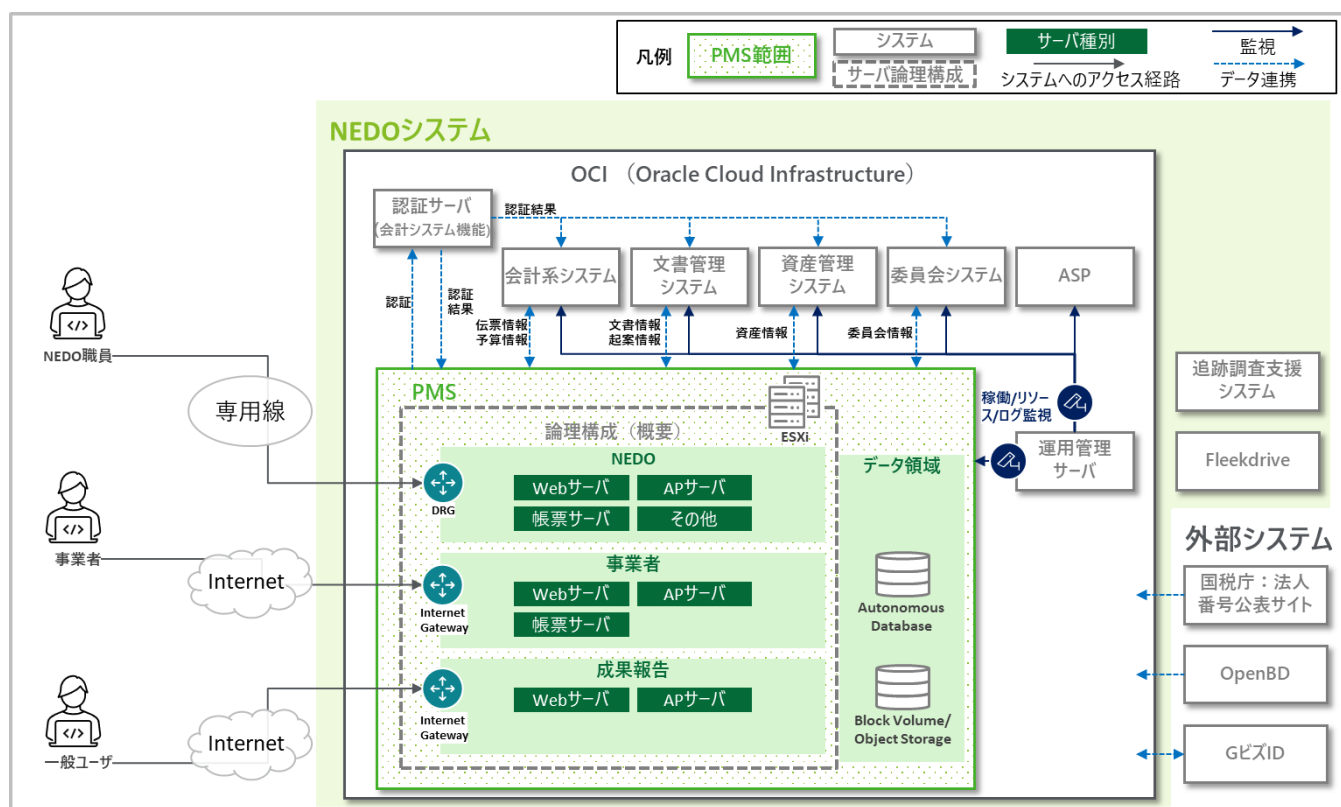 凡例
PMS範囲
システム
サーバ論理構成
サーバ種別
システムへのアクセス経路
監視
データ連携
NEDOシステム
OCI （Oracle Cloud Infrastructure）
認証サーバ
(会計システム機能)
認証結果
会計系システム
文書管理
システム
資産管理
システム
委員会システム
ASP
認証
認証
結果
伝票情報
予算情報
文書情報
起案情報
資産情報
委員会情報
NEDO職員
専用線
事業者
Internet
一般ユーザ
Internet
PMS
ESXi
論理構成（概要）
NEDO
DRG
Webサーバ
APサーバ
帳票サーバ
その他
事業者
Internet
Gateway
Webサーバ
APサーバ
帳票サーバ
成果報告
Internet
Gateway
Webサーバ
APサーバ
データ領域
Autonomous
Database
Block Volume/
Object Storage
稼働/リソー
ス/ログ監視
運用管理
サーバ
追跡調査支援
システム
Fleekdrive
外部システム
国税庁：法人
番号公表サイト
OpenBD
GビズID